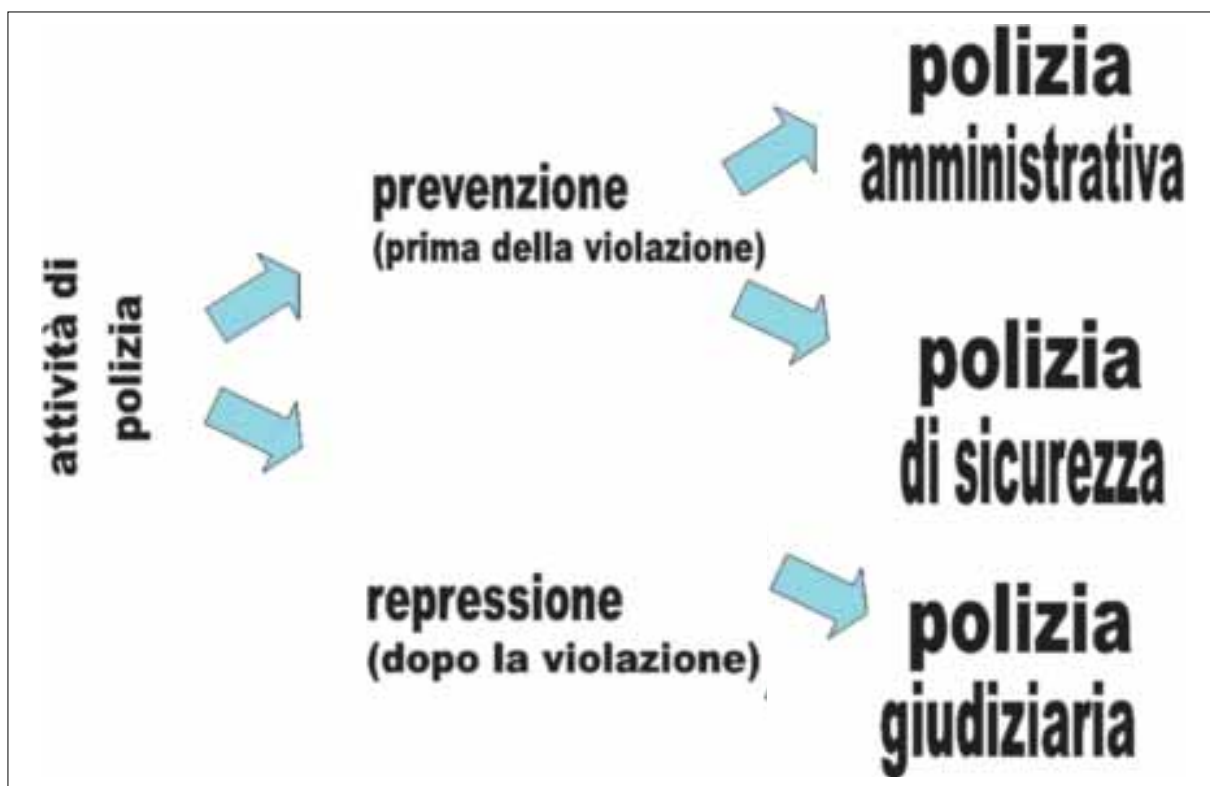 attività di
polizia
prevenzione
(prima della violazione)
repressione
(dopo la violazione)
polizia
amministrativa
polizia
di sicurezza
polizia
giudiziaria